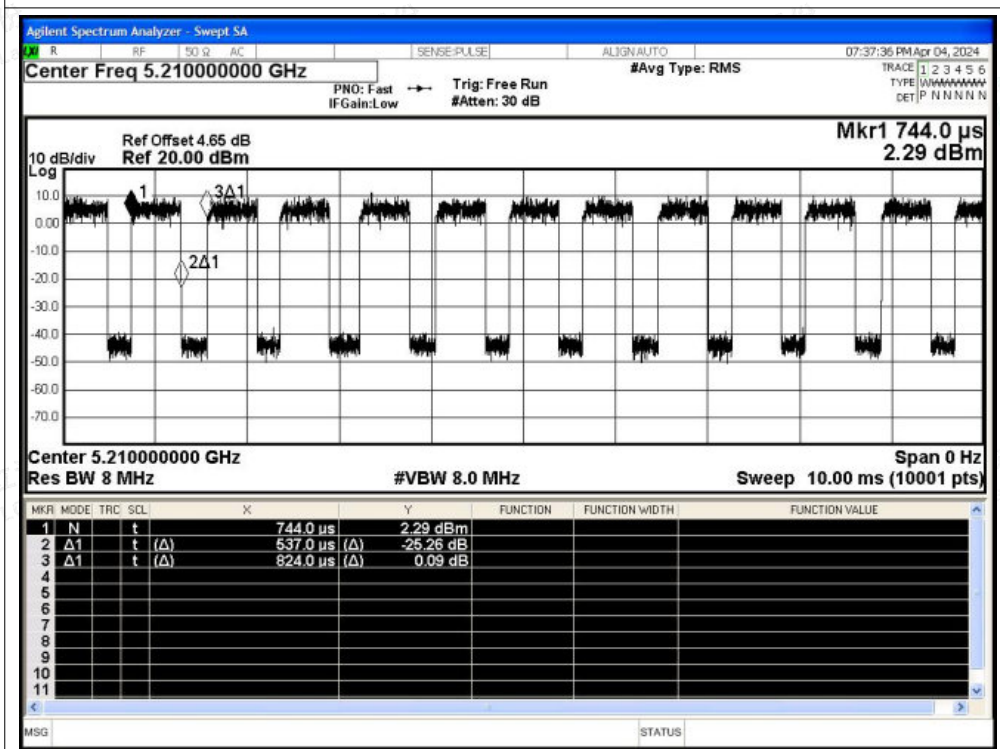 Agilent Spectrum Analyzer - Swept SA
R RF 50 Ω AC SENSE:PULSE ALIGN AUTO 07:37:36 PM Apr 04, 2024
Center Freq 5.210000000 GHz #Avg Type: RMS TRACE 1 2 3 4 5 6
PNO: Fast Trig: Free Run TYPE
IFGain:Low #Atten: 30 dB DET P N N N N N
Mkr1 744.0 µs
Ref Offset 4.65 dB 2.29 dBm
10 dB/div Ref 20.00 dBm
Log
10.0 1 3Δ1
0.00
-10.0 2Δ1
-20.0
-30.0
-40.0
-50.0
-60.0
-70.0
Center 5.210000000 GHz Span 0 Hz
Res BW 8 MHz #VBW 8.0 MHz Sweep 10.00 ms (10001 pts)
MKR MODE TRC SCL X Y FUNCTION FUNCTION WIDTH FUNCTION VALUE
1 N t 744.0 µs 2.29 dBm
2 Δ1 t (Δ) 537.0 µs (Δ) -25.26 dB
3 Δ1 t (Δ) 824.0 µs (Δ) 0.09 dB
4
5
6
7
8
9
10
11
MSG STATUS